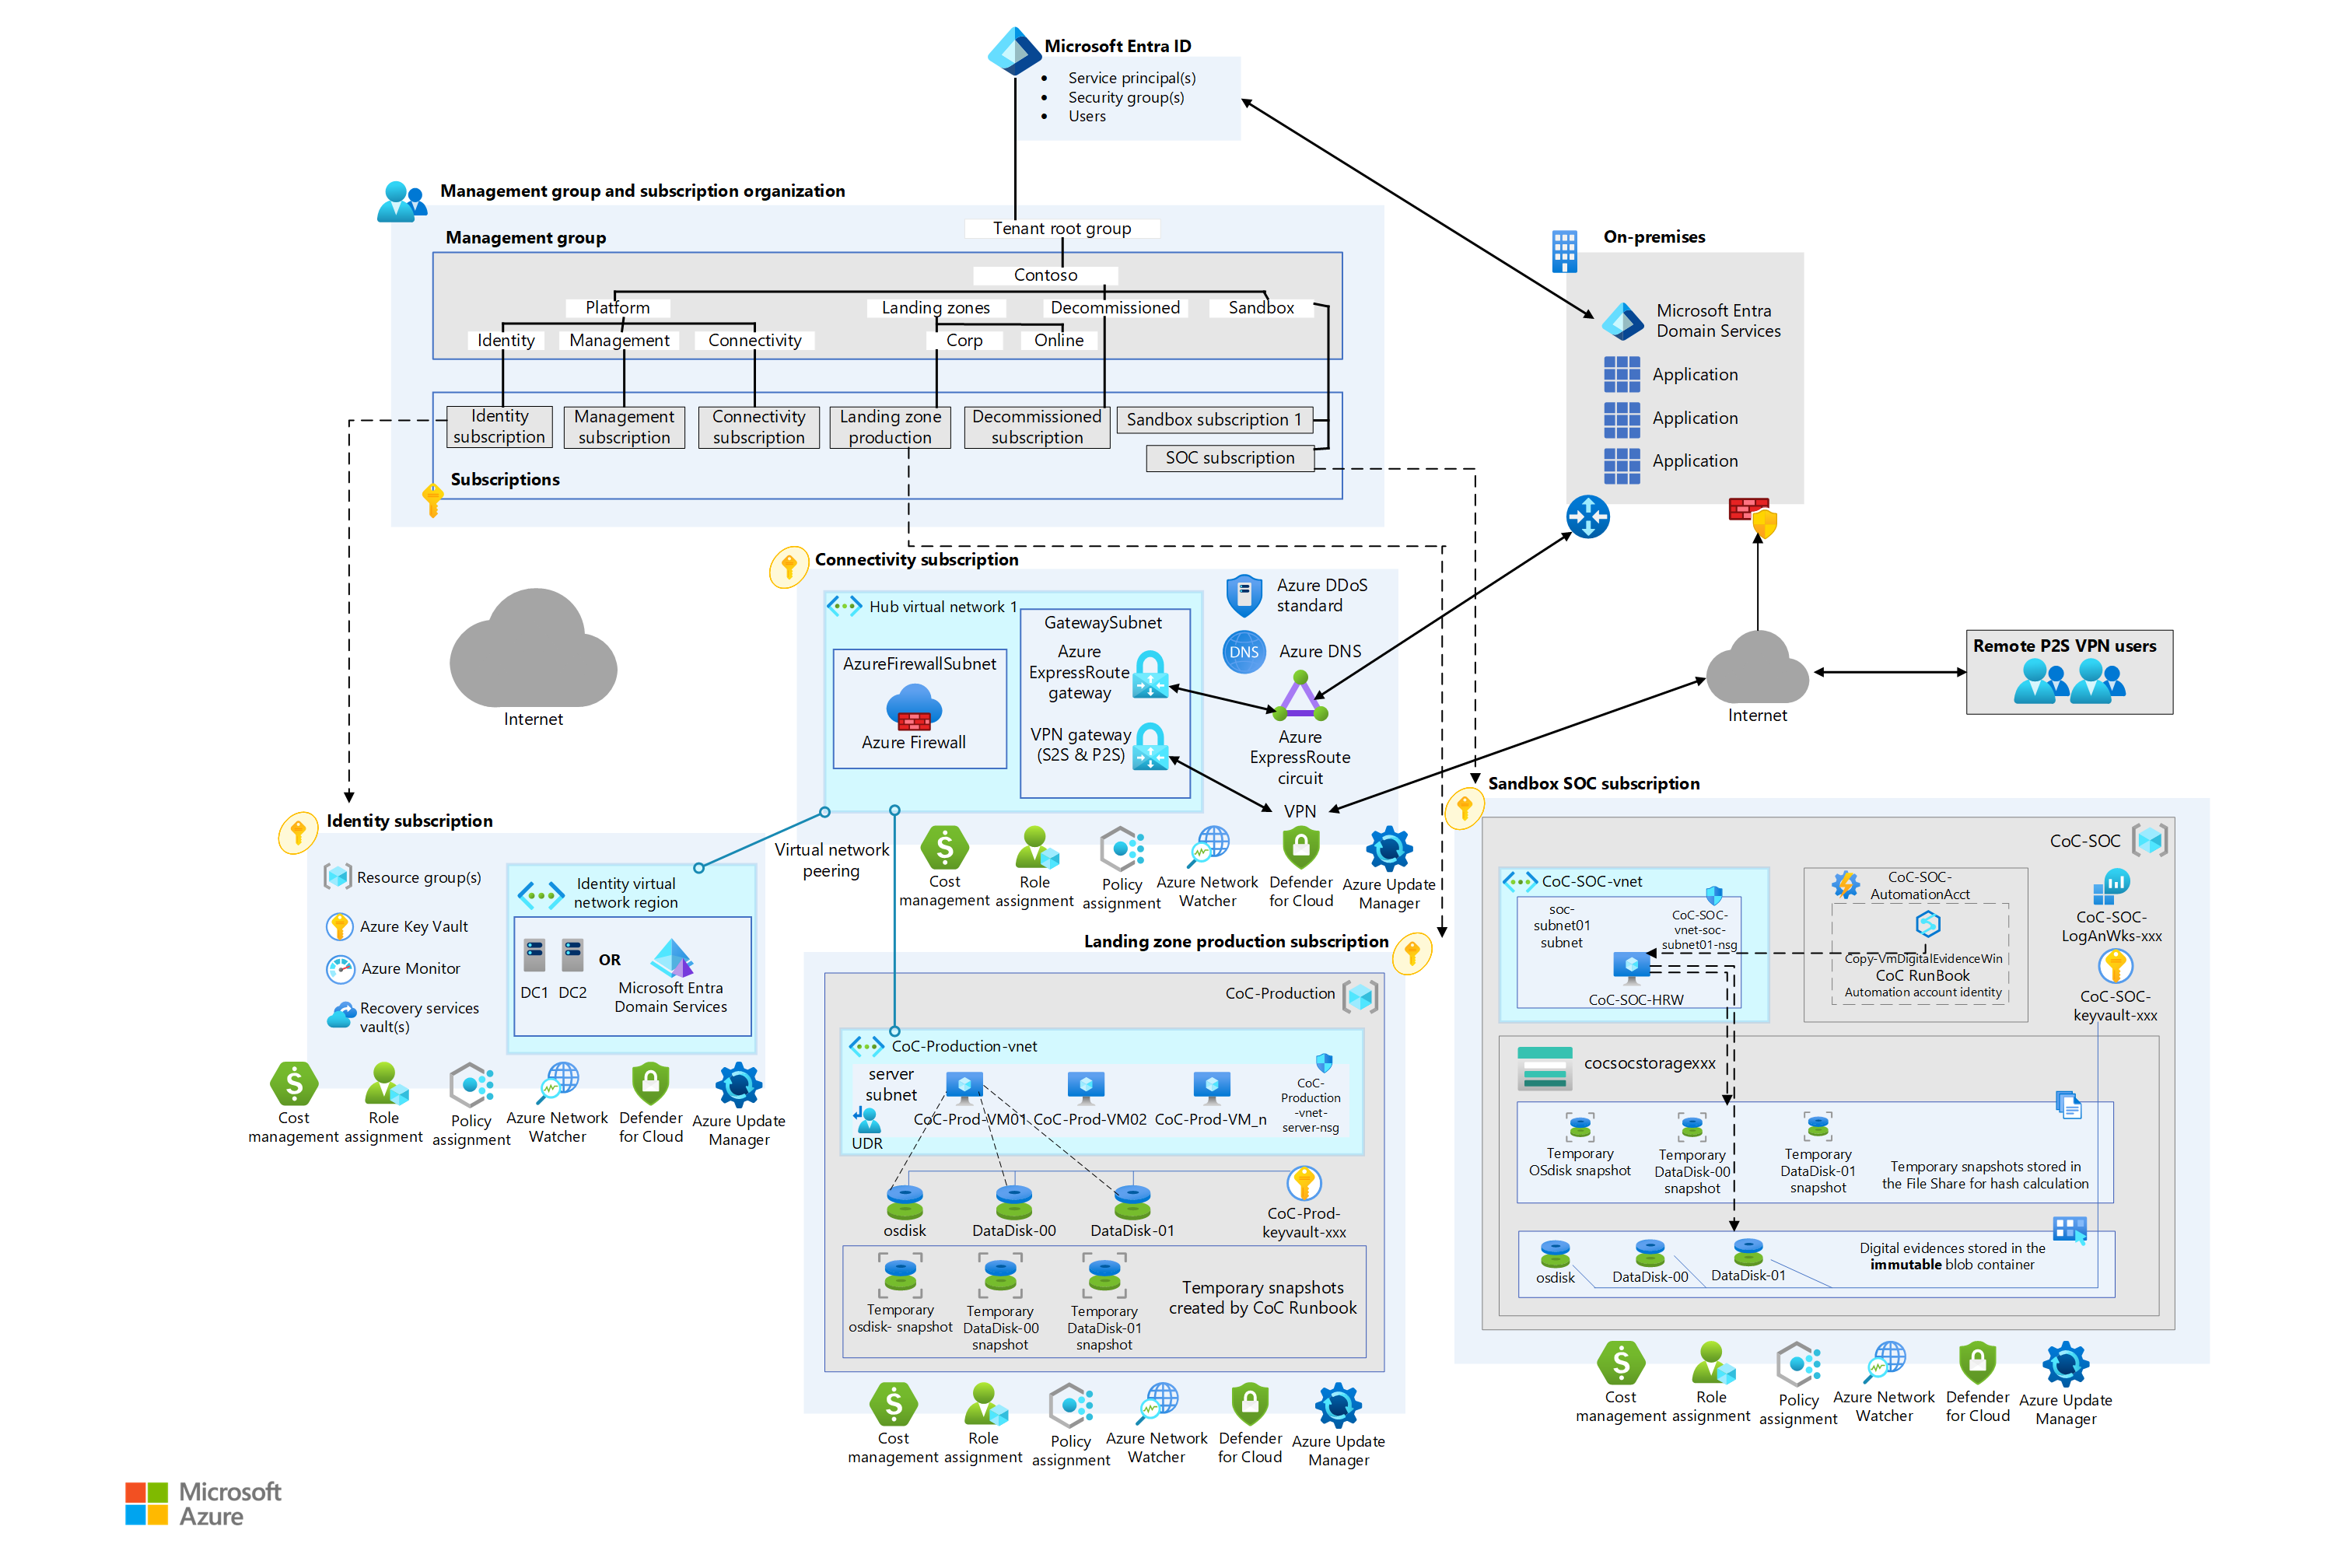 Microsoft Entra ID
• Service principal(s)
• Security group(s)
• Users
Management group and subscription organization
Management group
Tenant root group
Contoso
Platform
Landing zones
Decommissioned
Sandbox
Identity
Management
Connectivity
Corp
Online
Identity
subscription
Management
subscription
Connectivity
subscription
Landing zone
production
Decommissioned
subscription
Sandbox subscription 1
SOC subscription
Subscriptions
On-premises
Microsoft Entra
Domain Services
Application
Application
Application
Internet
Connectivity subscription
Hub virtual network 1
AzureFirewallSubnet
Azure Firewall
GatewaySubnet
Azure
ExpressRoute
gateway
VPN gateway
(S2S & P2S)
Azure DDoS
standard
DNS
Azure DNS
Azure
ExpressRoute
circuit
VPN
Internet
Remote P2S VPN users
Virtual network
peering
Cost
management
Role
assignment
Policy
assignment
Azure Network
Watcher
Defender
for Cloud
Azure Update
Manager
Identity subscription
Resource group(s)
Azure Key Vault
Azure Monitor
Recovery services
vault(s)
Identity virtual
network region
DC1
DC2
OR
Microsoft Entra
Domain Services
Cost
management
Role
assignment
Policy
assignment
Azure Network
Watcher
Defender
for Cloud
Azure Update
Manager
Landing zone production subscription
CoC-Production
CoC-Production-vnet
server
subnet
UDR
CoC-Prod-VM01
CoC-Prod-VM02
CoC-Prod-VM_n
CoC-
Production
-vnet-
server-nsg
osdisk
DataDisk-00
DataDisk-01
CoC-Prod-
keyvault-xxx
Temporary
osdisk- snapshot
Temporary
DataDisk-00
snapshot
Temporary
DataDisk-01
snapshot
Temporary snapshots
created by CoC Runbook
Cost
management
Role
assignment
Policy
assignment
Azure Network
Watcher
Defender
for Cloud
Azure Update
Manager
Sandbox SOC subscription
CoC-SOC
CoC-SOC-vnet
soc-
subnet01
subnet
CoC-SOC-
vnet-soc-
subnet01-nsg
CoC-SOC-HRW
CoC-SOC-
AutomationAcct
Copy-VmDigitalEvidenceWin
CoC RunBook
Automation account identity
CoC-SOC-
LogAnWks-xxx
CoC-SOC-
keyvault-xxx
cocsocstoragexxx
Temporary
OSdisk snapshot
Temporary
DataDisk-00
snapshot
Temporary
DataDisk-01
snapshot
Temporary snapshots stored in
the File Share for hash calculation
osdisk
DataDisk-00
DataDisk-01
Digital evidences stored in the
immutable blob container
Cost
management
Role
assignment
Policy
assignment
Azure Network
Watcher
Defender
for Cloud
Azure Update
Manager
Microsoft
Azure